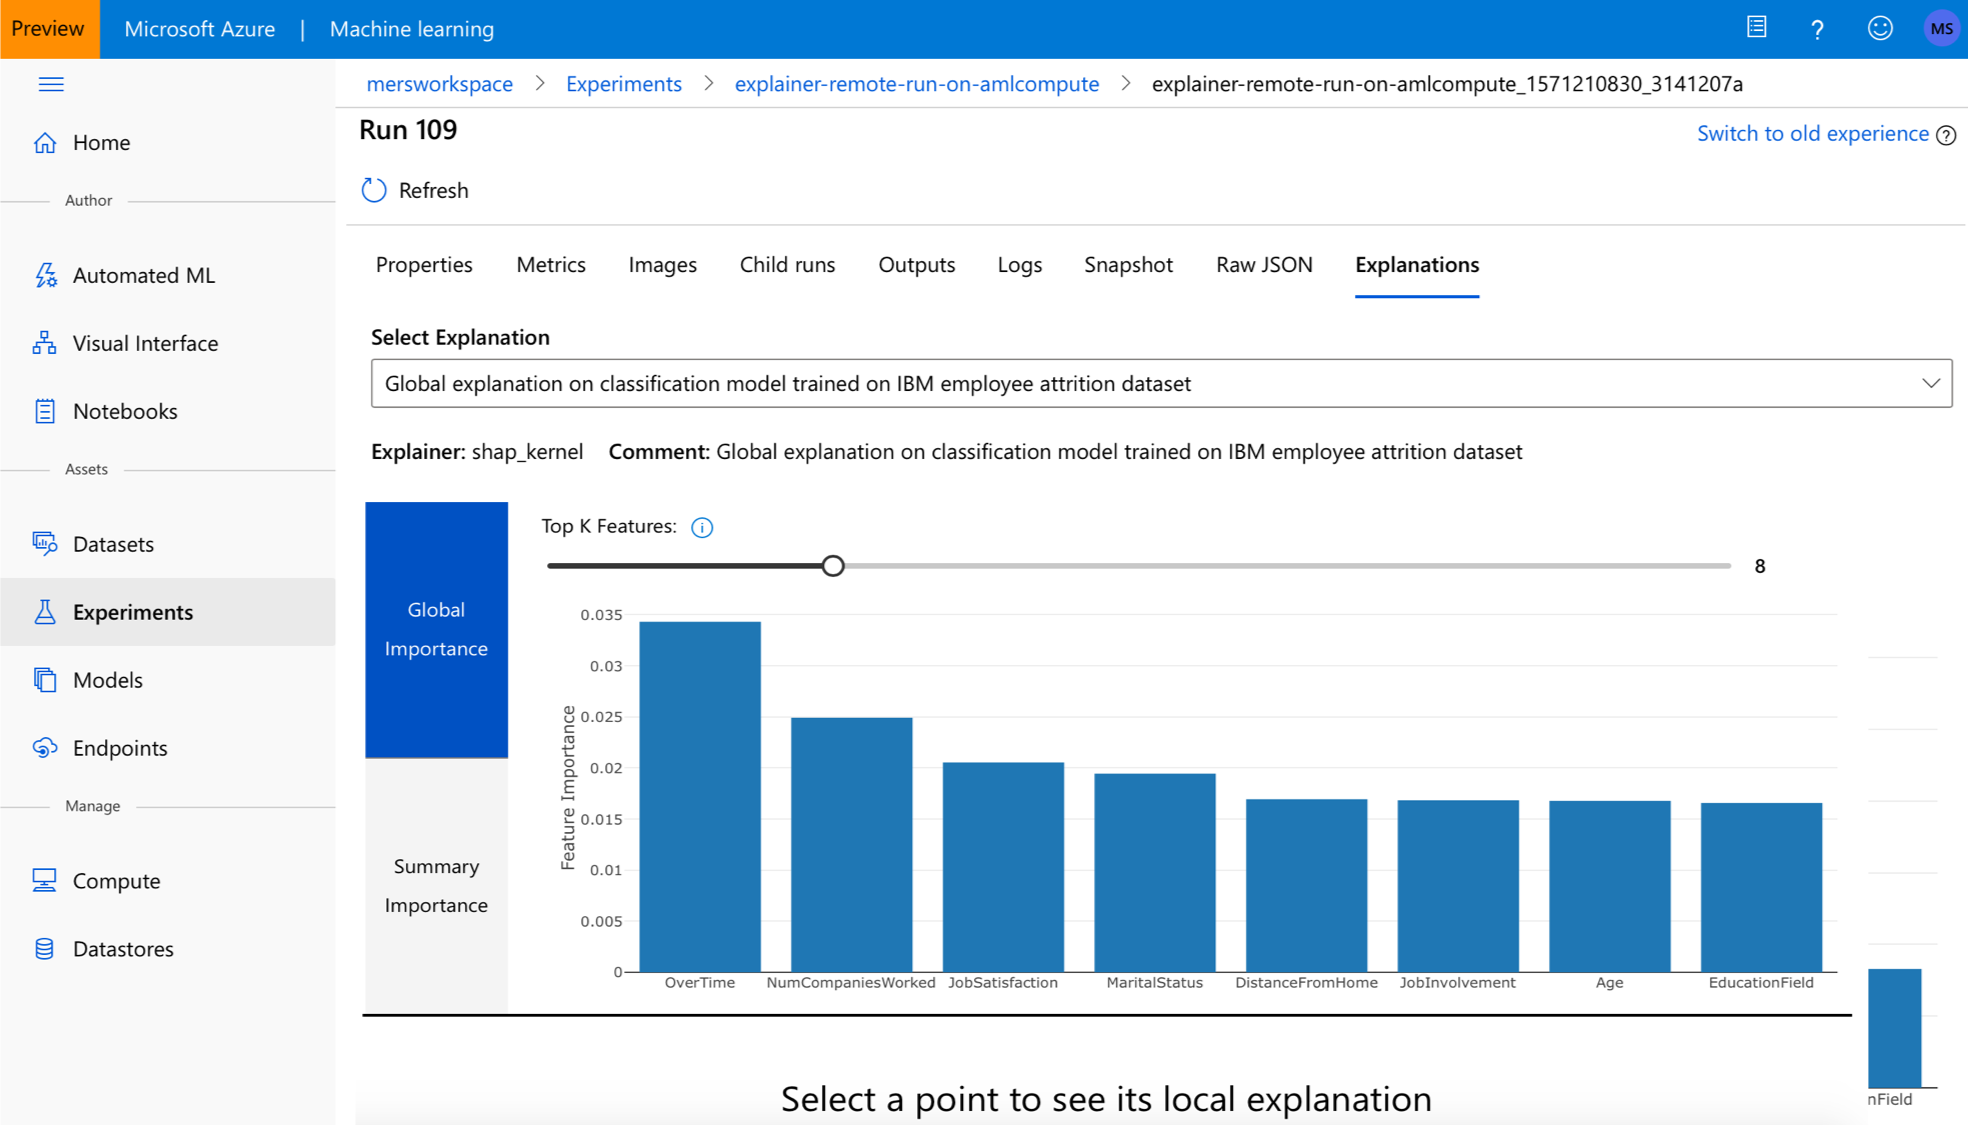 Preview Microsoft Azure | Machine learning ? MS
mersworkspace > Experiments > explainer-remote-run-on-amlcompute > explainer-remote-run-on-amlcompute_1571210830_3141207a
Run 109
Switch to old experience ?
Refresh
Home
Author
Automated ML
Visual Interface
Notebooks
Assets
Datasets
Experiments
Models
Endpoints
Manage
Compute
Datastores
Properties Metrics Images Child runs Outputs Logs Snapshot Raw JSON Explanations
Select Explanation
Global explanation on classification model trained on IBM employee attrition dataset
Explainer: shap_kernel Comment: Global explanation on classification model trained on IBM employee attrition dataset
Global
Importance
Summary
Importance
Top K Features: i
8
0.035
0.03
0.025
0.02
0.015
0.01
0.005
0
Feature Importance
OverTime NumCompaniesWorked JobSatisfaction MaritalStatus DistanceFromHome JobInvolvement Age EducationField
Select a point to see its local explanation
nField